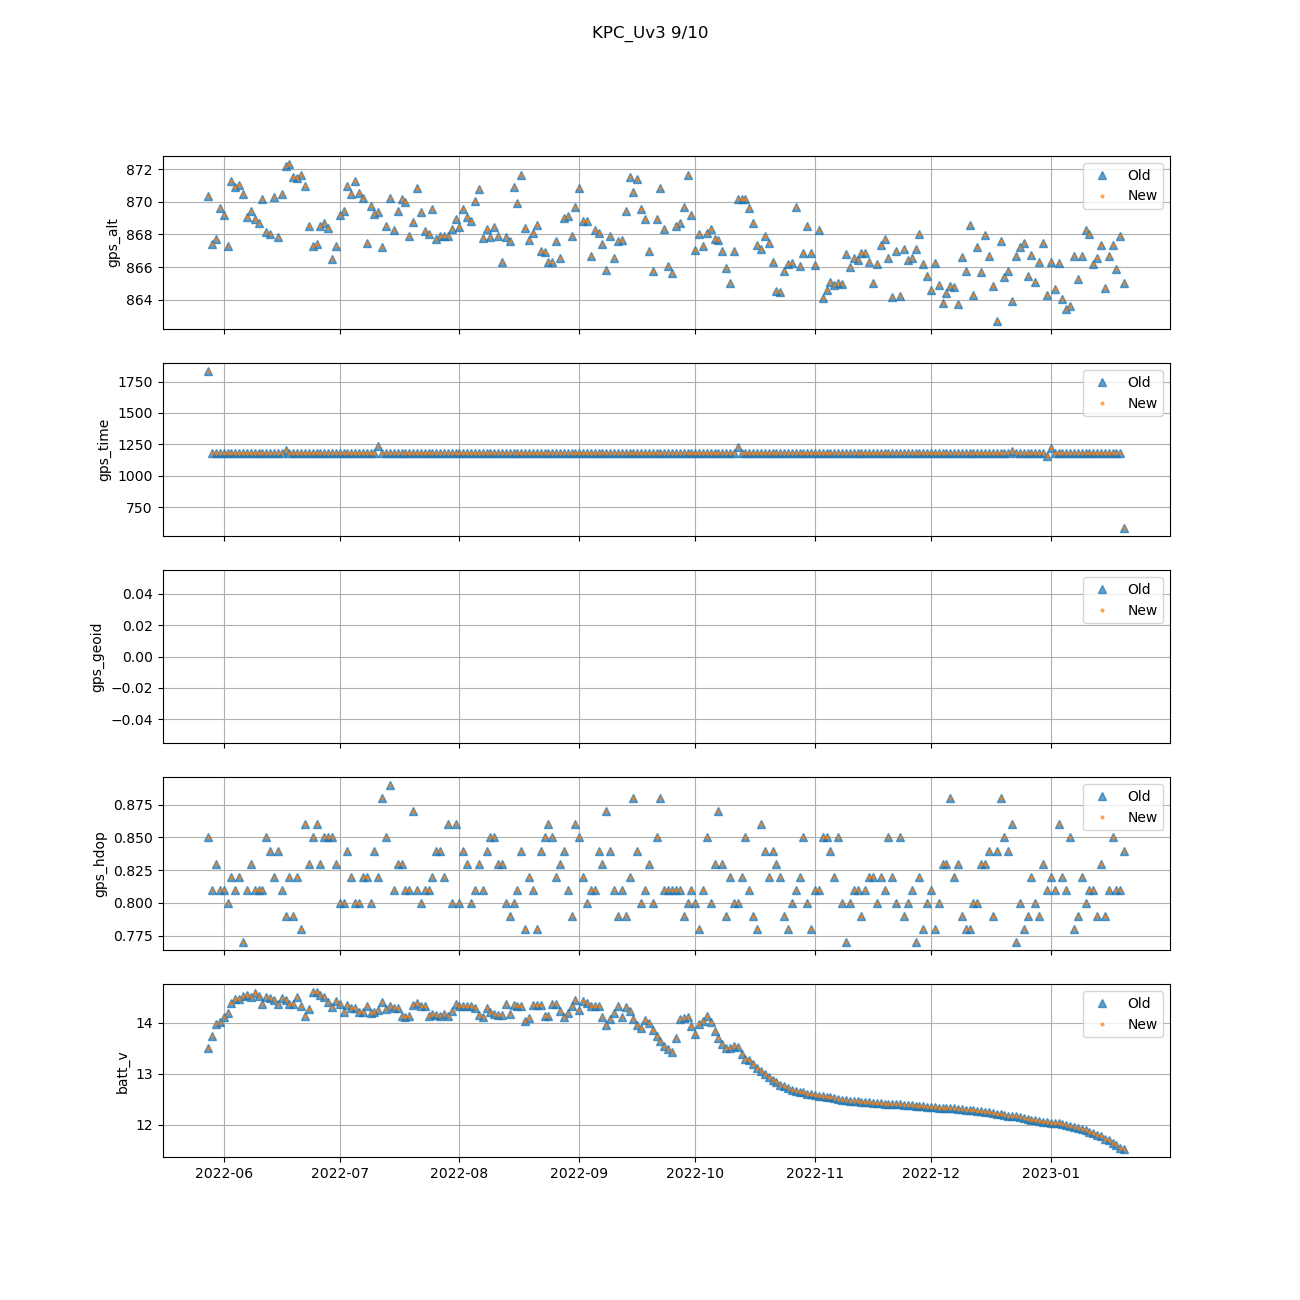 KPC_Uv3 9/10
872
870
868
866
864
gps_alt
Old
New
1750
1500
1250
1000
750
gps_time
Old
New
0.04
0.02
0.00
−0.02
−0.04
gps_geoid
Old
New
0.875
0.850
0.825
0.800
0.775
gps_hdop
Old
New
14
13
12
batt_v
Old
New
2022-06 2022-07 2022-08 2022-09 2022-10 2022-11 2022-12 2023-01